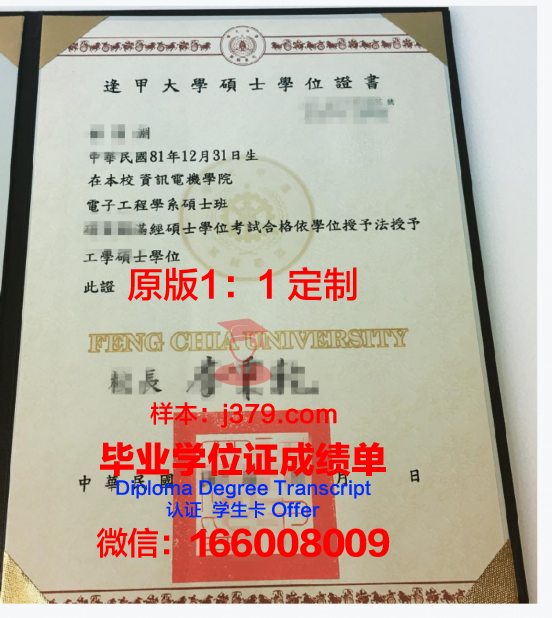 逢甲大學碩士學位證書
號
中華民國81年12月31日生
在本校 資訊電機學院
電子工程學系碩士班
滿經碩士學位考試合格依學位授予法授予
工學碩士學位
此證
原版1：1 定制
FENG CHIA UNIVERSITY
校長
样本：j379.com
毕业学位证成绩单
中華民國 月 日
Diploma Degree Transcript
认证 学生卡 Offer
微信：166008009